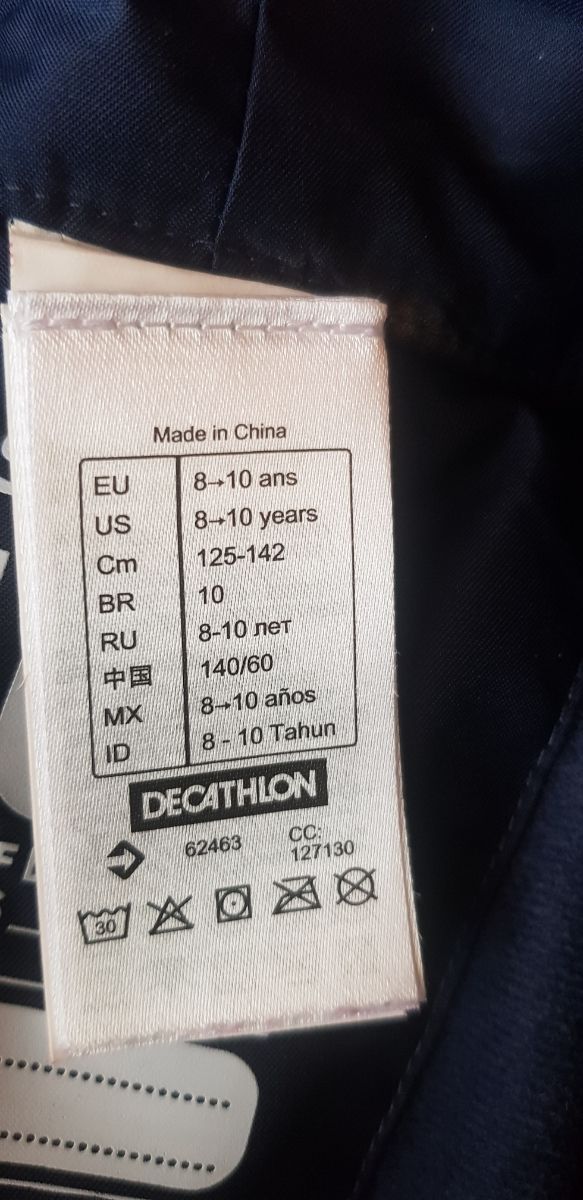 Made in China
EU 8→10 ans
US 8→10 years
Cm 125-142
BR 10
RU 8-10 лет
中国 140/60
MX 8→10 años
ID 8 - 10 Tahun
DECATHLON
62463 CC:
127130
30